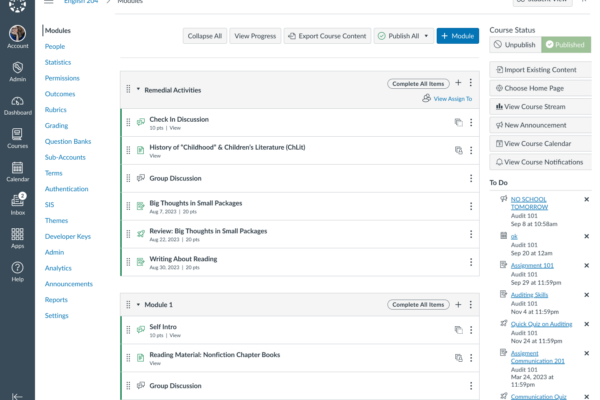 English 204 > Modules
Student View
Account
Admin
Dashboard
Courses
Calendar
2
Inbox
Apps
Help
Modules
People
Statistics
Permissions
Outcomes
Rubrics
Grading
Question Banks
Sub-Accounts
Terms
Authentication
SIS
Themes
Developer Keys
Admin
Analytics
Announcements
Reports
Settings
Collapse All
View Progress
Export Course Content
Publish All
+ Module
Remedial Activities
Complete All Items
View Assign To
Check In Discussion
10 pts | View
History of "Childhood" & Children's Literature (ChLit)
View
Group Discussion
Big Thoughts in Small Packages
Aug 7, 2023 | 20 pts
Review: Big Thoughts in Small Packages
Aug 22, 2023 | 20 pts
Writing About Reading
Aug 30, 2023 | 20 pts
Module 1
Complete All Items
Self Intro
10 pts | View
Reading Material: Nonfiction Chapter Books
View
Group Discussion
Course Status
Unpublish
Published
Import Existing Content
Choose Home Page
View Course Stream
New Announcement
View Course Calendar
View Course Notifications
To Do
NO SCHOOL
TOMORROW
Audit 101
Sep 8 at 10:58am
ok
Audit 101
Sep 20 at 12am
Assignment 101
Audit 101
Sep 29 at 11:59pm
Auditing Skills
Audit 101
Nov 4 at 11:59pm
Quick Quiz on Auditing
Audit 101
Nov 24 at 11:59pm
Assigment
Communication 201
Audit 101
Mar 24, 2023 at
11:59pm
Communication Quiz